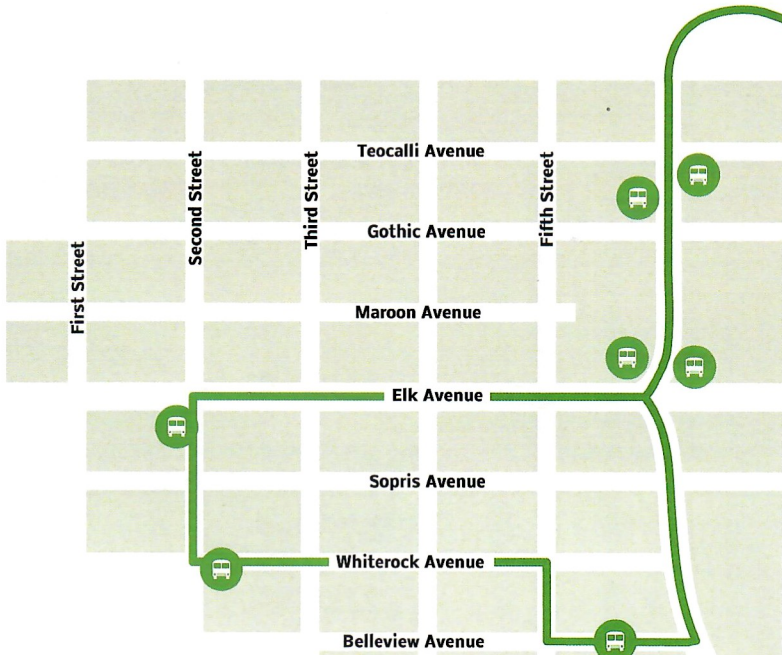 Teocalli Avenue
Second Street
Third Street
Fifth Street
Gothic Avenue
First Street
Maroon Avenue
Elk Avenue
Sopris Avenue
Whiterock Avenue
Belleview Avenue